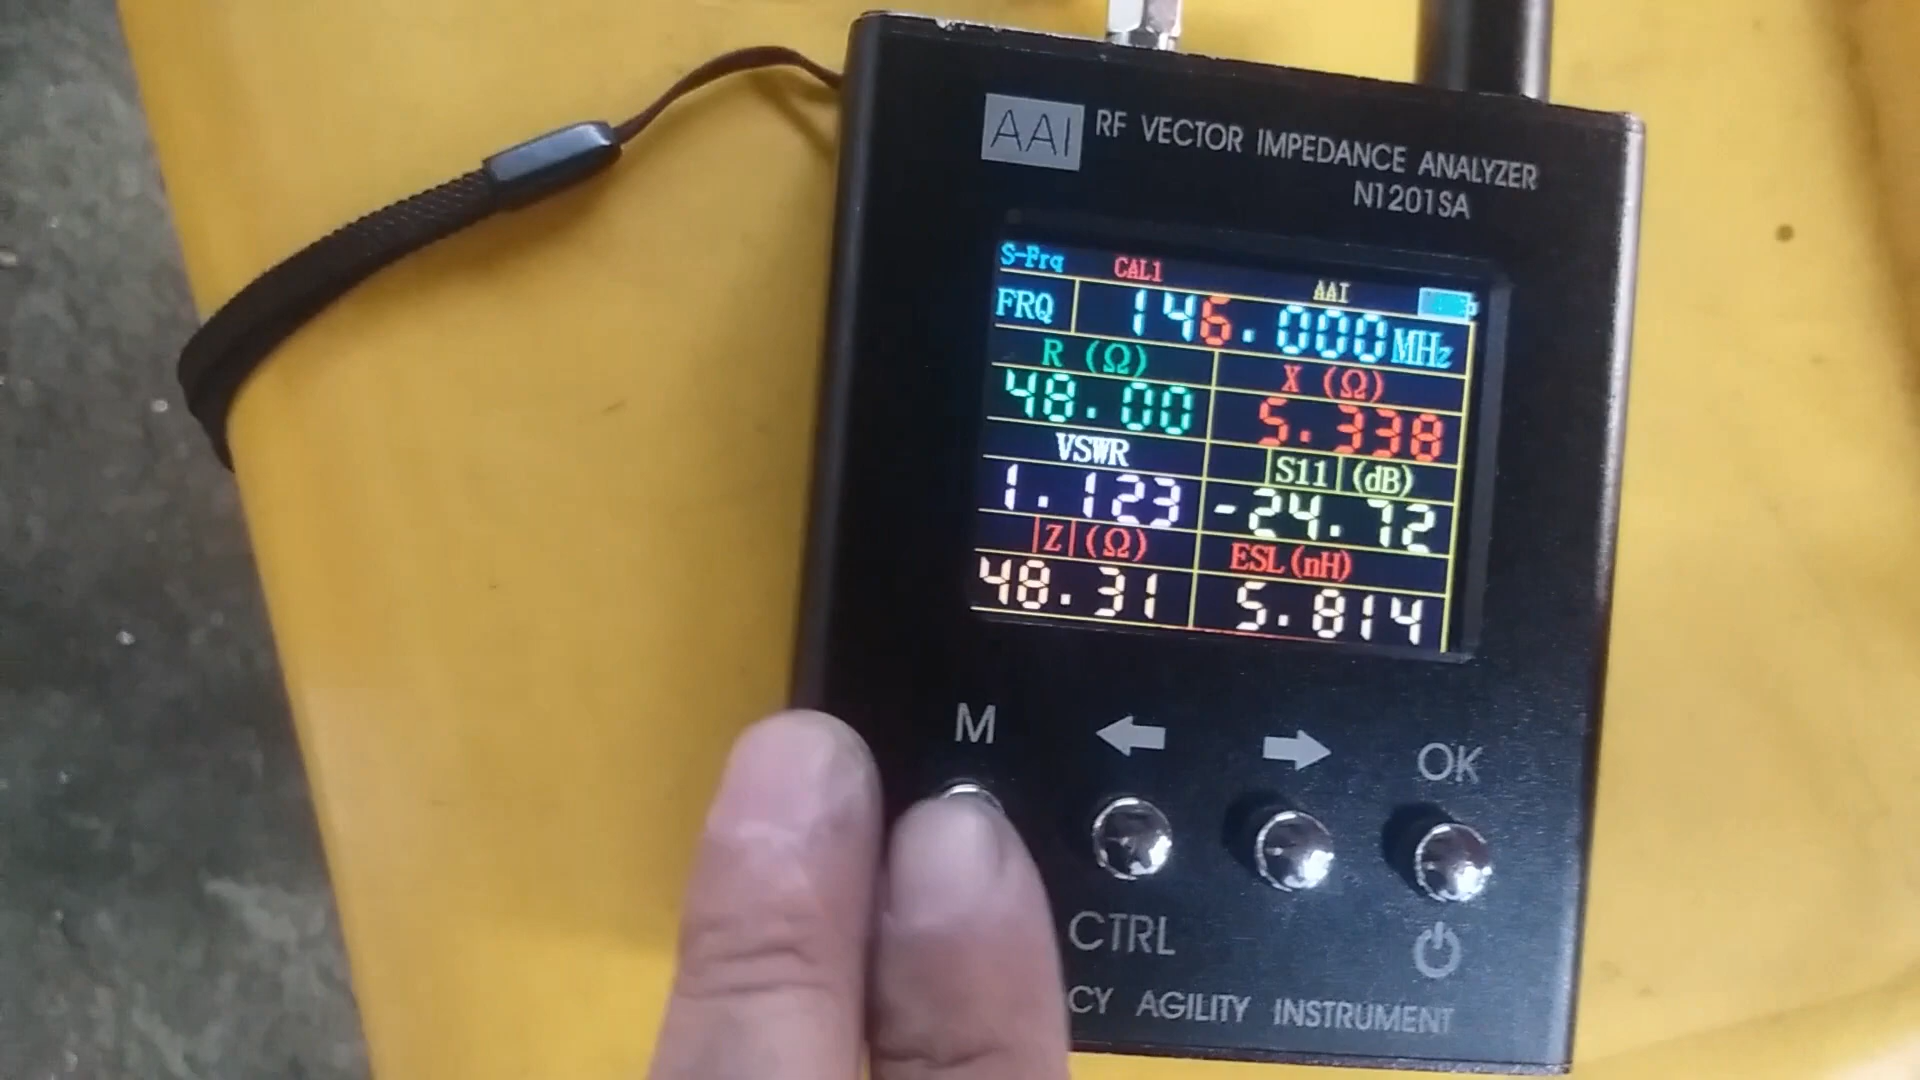 AAI RF VECTOR IMPEDANCE ANALYZER
N1201SA
S-Frq CAL1 AAI
FRQ 146.000MHz
R (Ω) X (Ω)
48.00 5.338
VSWR |S11|(dB)
1.123 -24.72
|Z|(Ω) ESL(nH)
48.31 5.814
M OK
CTRL
CY AGILITY INSTRUMENT